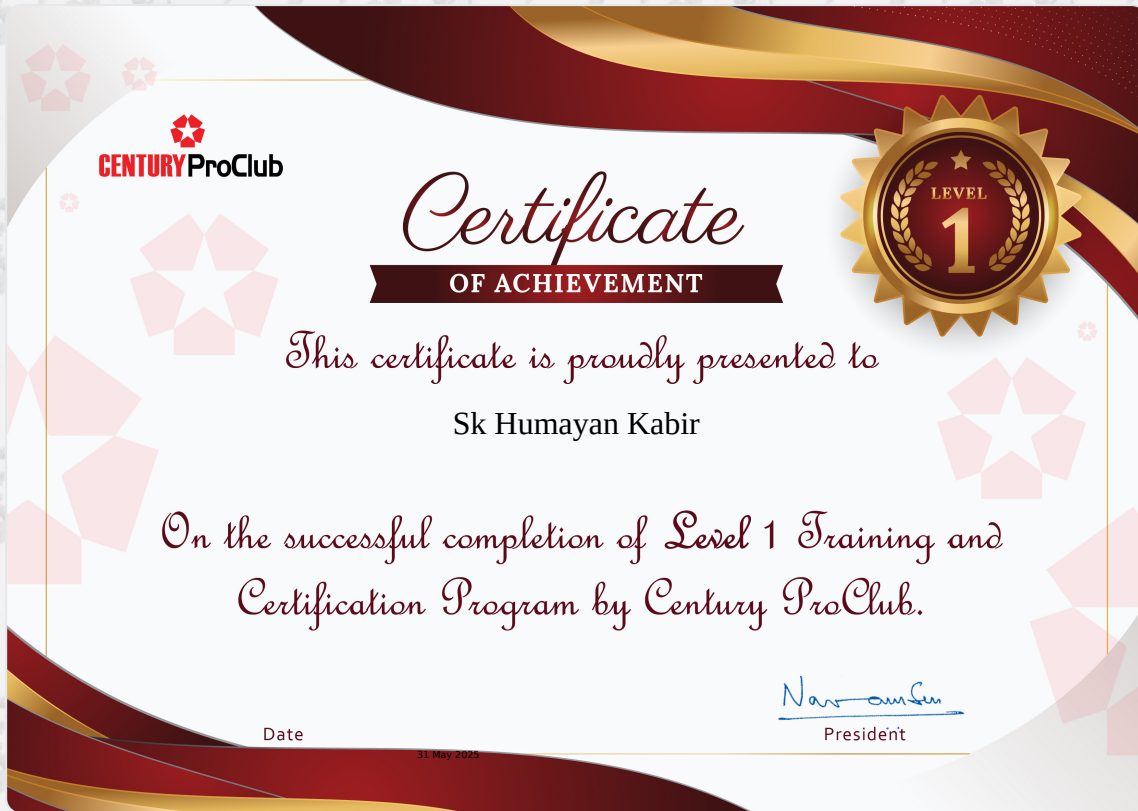 CENTURY ProClub
LEVEL
1
Certificate
OF ACHIEVEMENT
This certificate is proudly presented to
Sk Humayan Kabir
On the successful completion of Level 1 Training and
Certification Program by Century ProClub.
Date
President
31 May 2025